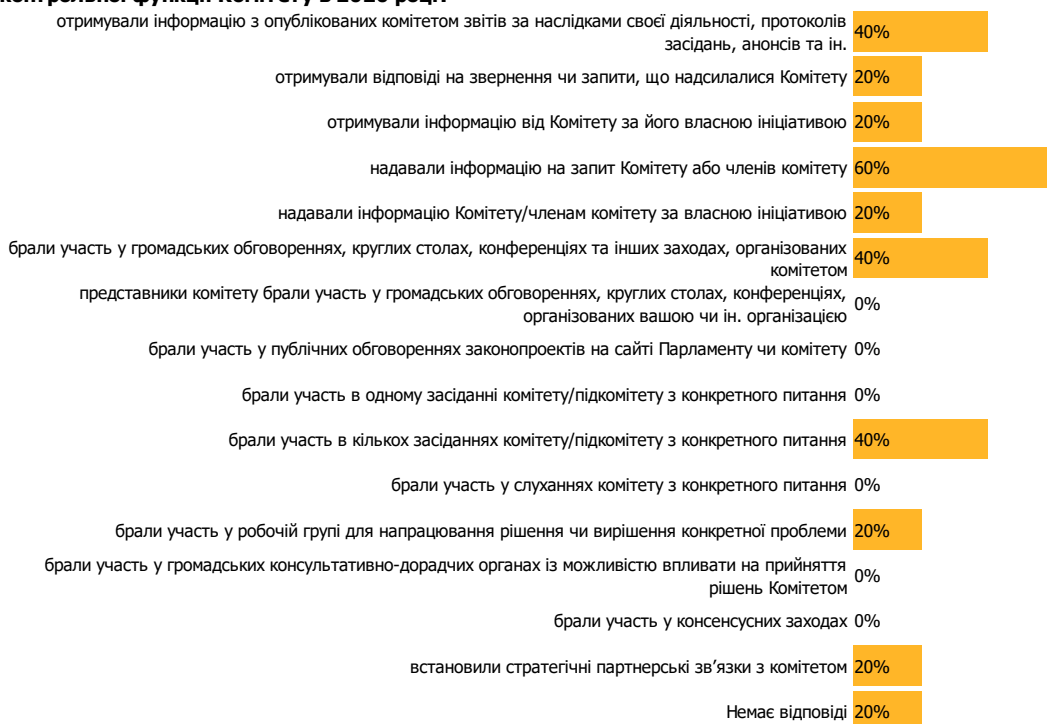 контрольної функції Комітету в 2020 році:
отримували інформацію з опублікованих комітетом звітів за наслідками своєї діяльності, протоколів
засідань, анонсів та ін.
40%
отримували відповіді на звернення чи запити, що надсилалися Комітету 20%
отримували інформацію від Комітету за його власною ініціативою 20%
надавали інформацію на запит Комітету або членів комітету 60%
надавали інформацію Комітету/членам комітету за власною ініціативою 20%
брали участь у громадських обговореннях, круглих столах, конференціях та інших заходах, організованих
комітетом
40%
представники комітету брали участь у громадських обговореннях, круглих столах, конференціях,
організованих вашою чи ін. організацією
0%
брали участь у публічних обговореннях законопроектів на сайті Парламенту чи комітету 0%
брали участь в одному засіданні комітету/підкомітету з конкретного питання 0%
брали участь в кількох засіданнях комітету/підкомітету з конкретного питання 40%
брали участь у слуханнях комітету з конкретного питання 0%
брали участь у робочій групі для напрацювання рішення чи вирішення конкретної проблеми 20%
брали участь у громадських консультативно-дорадчих органах із можливістю впливати на прийняття
рішень Комітетом
0%
брали участь у консенсусних заходах 0%
встановили стратегічні партнерські зв’язки з комітетом 20%
Немає відповіді 20%